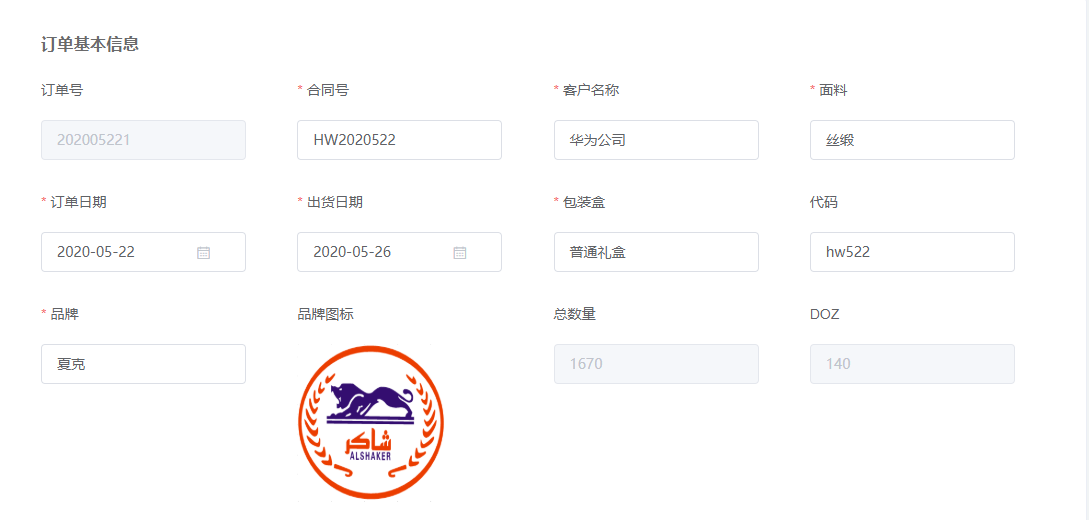 订单基本信息
订单号
* 合同号
* 客户名称
* 面料
202005221
HW2020522
华为公司
丝缎
* 订单日期
* 出货日期
* 包装盒
代码
2020-05-22
2020-05-26
普通礼盒
hw522
* 品牌
品牌图标
总数量
DOZ
夏克
1670
140
شاكر
ALSHAKER